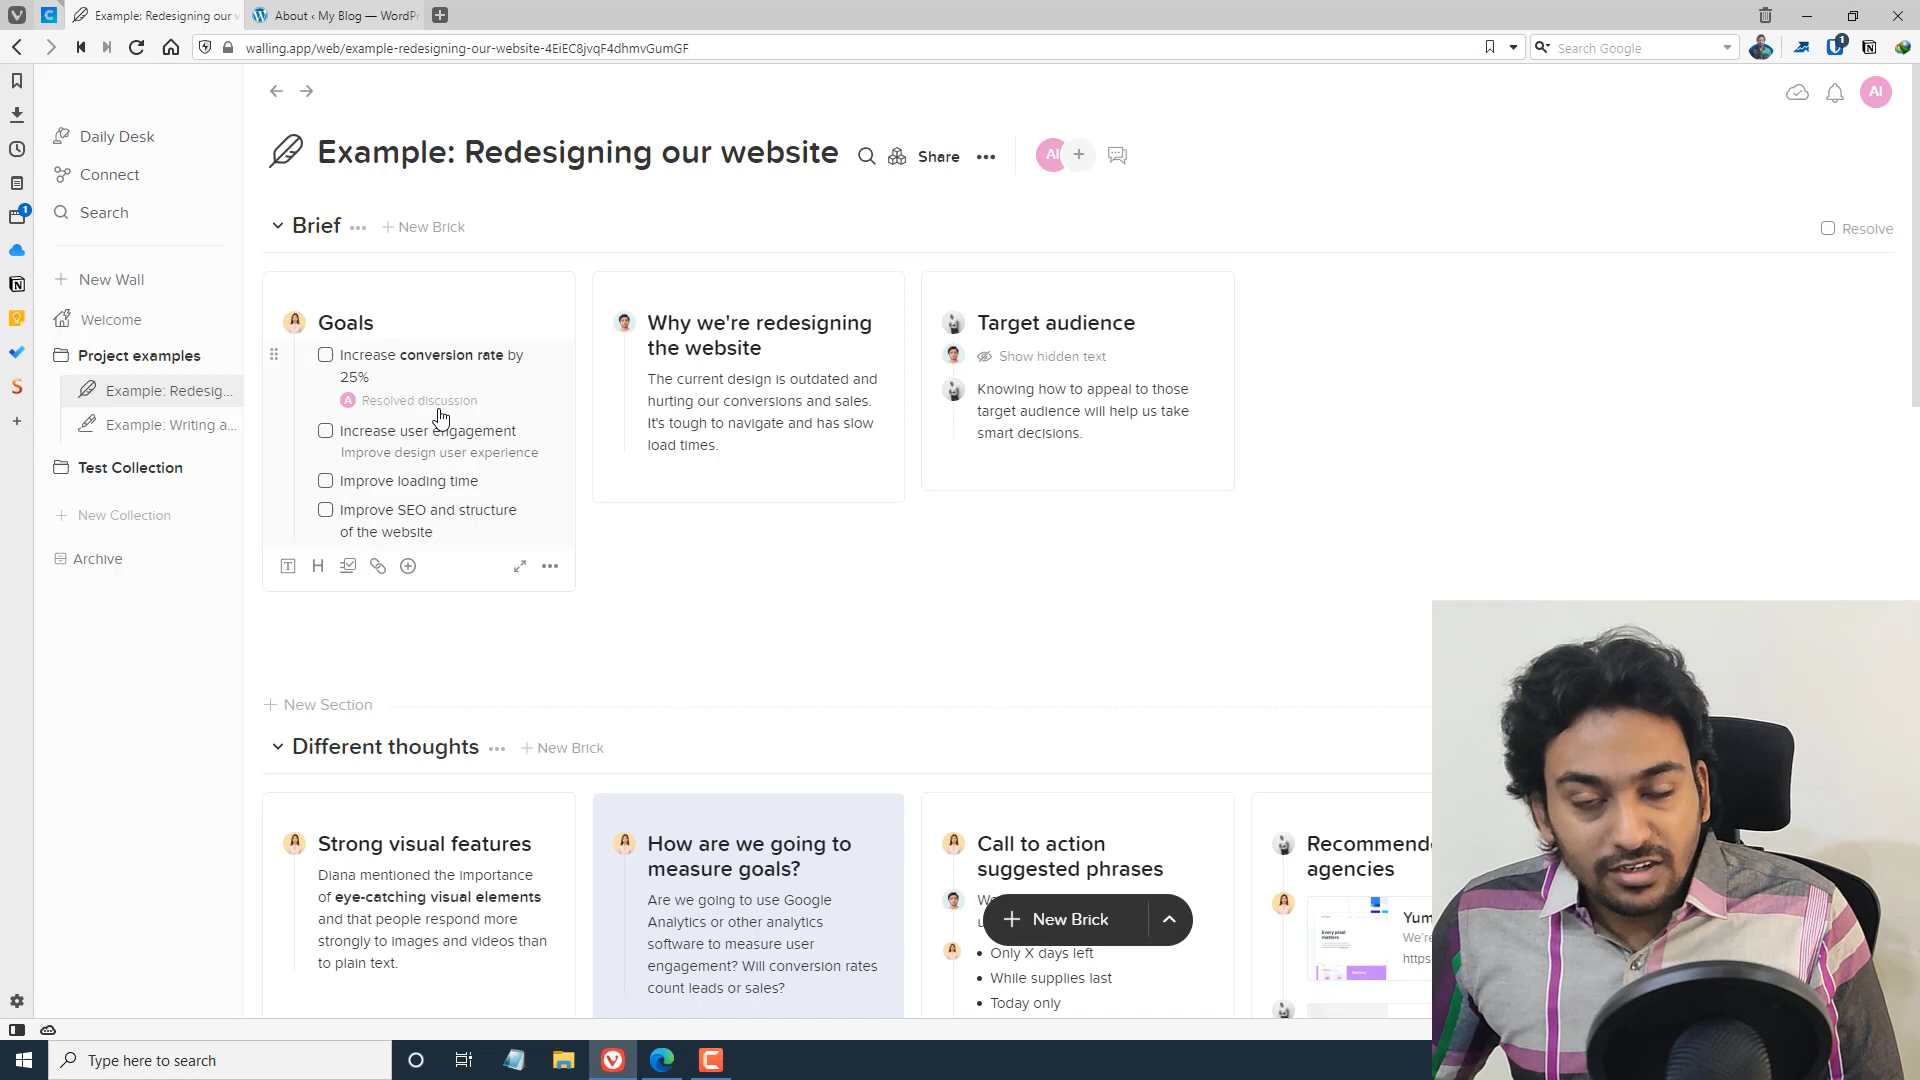 Example: Redesigning our v
About ‹ My Blog — WordP
walling.app/web/example-redesigning-our-website-4EiEC8jvqF4dhmvGumGF
Search Google
1
1
AI
Daily Desk
Connect
Search
New Wall
Welcome
Project examples
Example: Redesig...
Example: Writing a...
Test Collection
New Collection
Archive
Example: Redesigning our website
Share
AI
Brief
New Brick
Resolve
Goals
Increase conversion rate by
25%
A
Resolved discussion
Increase user engagement
Improve design user experience
Improve loading time
Improve SEO and structure
of the website
Why we're redesigning
the website
The current design is outdated and
hurting our conversions and sales.
It's tough to navigate and has slow
load times.
Target audience
Show hidden text
Knowing how to appeal to those
target audience will help us take
smart decisions.
New Section
Different thoughts
New Brick
Strong visual features
Diana mentioned the importance
of eye-catching visual elements
and that people respond more
strongly to images and videos than
to plain text.
How are we going to
measure goals?
Are we going to use Google
Analytics or other analytics
software to measure user
engagement? Will conversion rates
count leads or sales?
Call to action
suggested phrases
New Brick
Only X days left
While supplies last
Today only
Recommend
agencies
Yum
We're
https
Type here to search